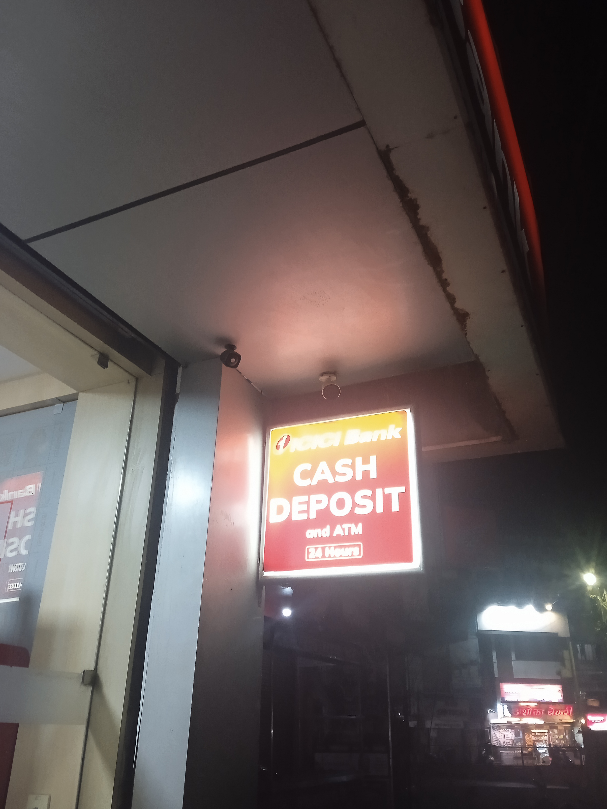 ICICI Bank
CASH
DEPOSIT
and ATM
24 Hours